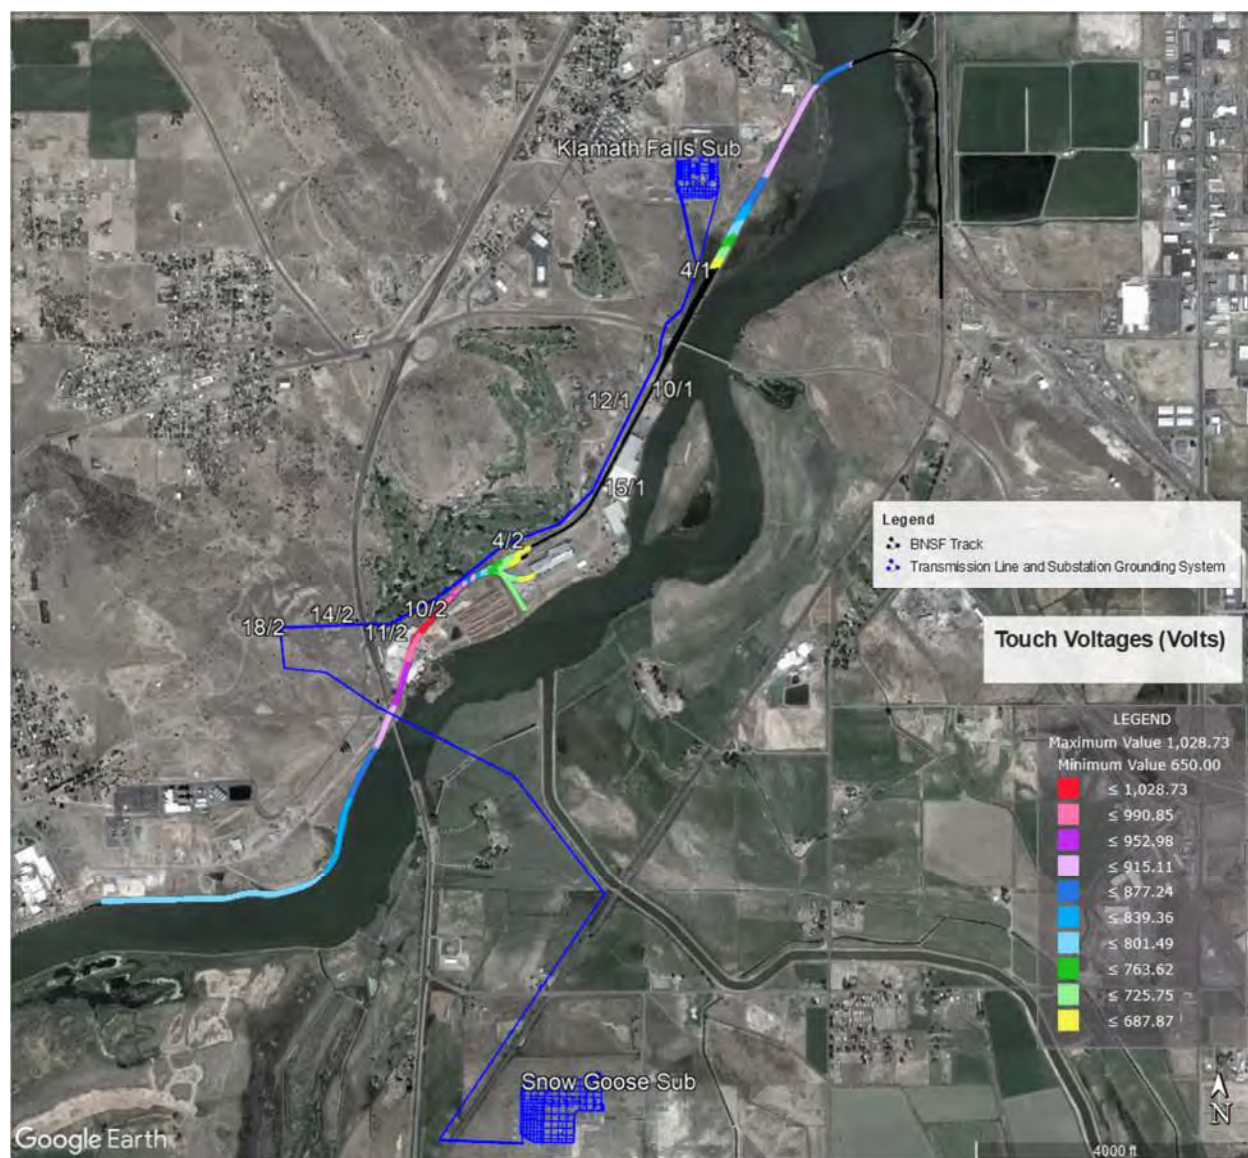 Klamath Falls Sub
4/1
12/1
10/1
15/1
4/2
10/2
14/2
18/2
11/2
Legend
BNSF Track
Transmission Line and Substation Grounding System
Touch Voltages (Volts)
LEGEND
Maximum Value 1,028.73
Minimum Value 650.00
≤ 1,028.73
≤ 990.85
≤ 952.98
≤ 915.11
≤ 877.24
≤ 839.36
≤ 801.49
≤ 763.62
≤ 725.75
≤ 687.87
Snow Goose Sub
Google Earth
N
4000 ft